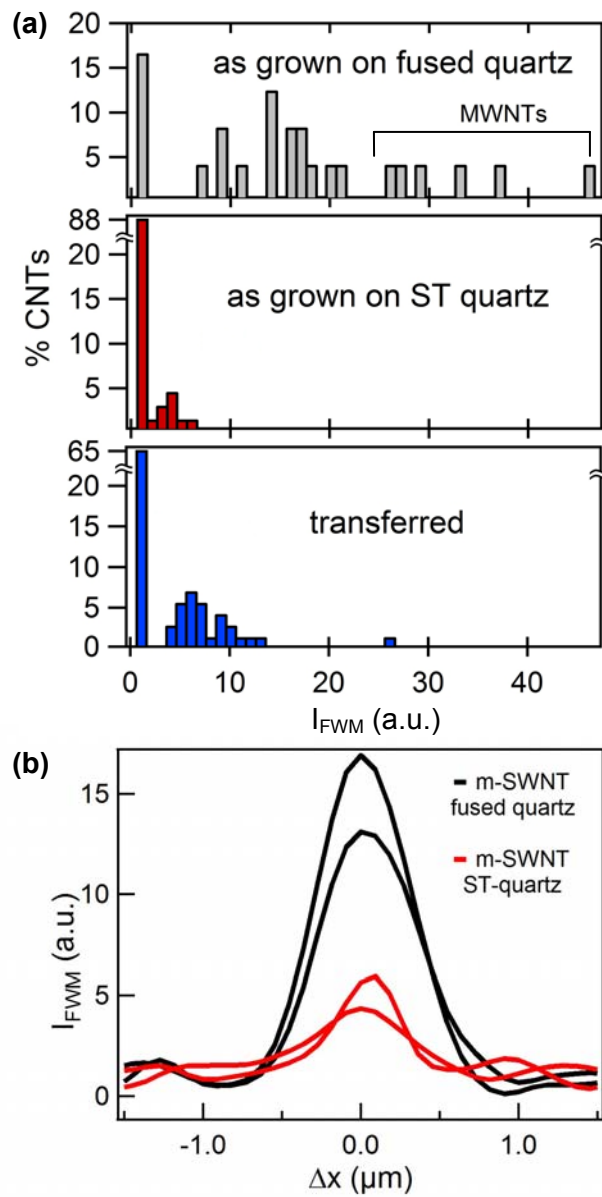 (a)
20
15
10
5
as grown on fused quartz
MWNTs
88
20
15
10
5
as grown on ST quartz
% CNTs
65
20
15
10
5
0
transferred
0 10 20 30 40
I_FWM (a.u.)
(b)
15
10
5
0
I_FWM (a.u.)
m-SWNT
fused quartz
m-SWNT
ST-quartz
-1.0 0.0 1.0
Δx (μm)